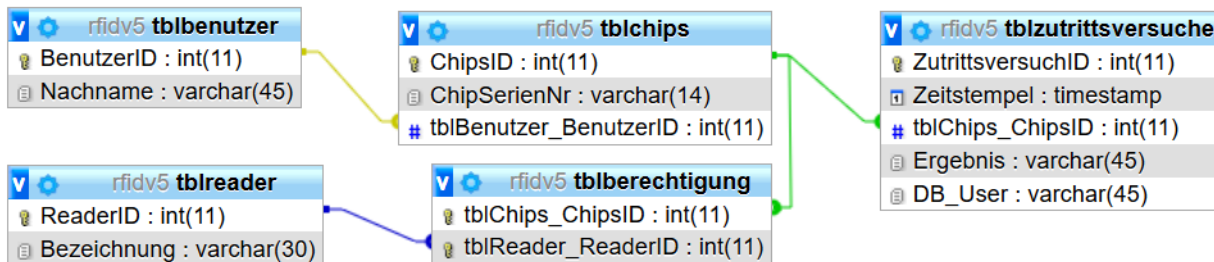 rfidv5 tblbenutzer
BenutzerID : int(11)
Nachname : varchar(45)
rfidv5 tblchips
ChipsID : int(11)
ChipSerienNr : varchar(14)
# tblBenutzer_BenutzerID : int(11)
rfidv5 tblzutrittsversuche
ZutrittsversuchID : int(11)
Zeitstempel : timestamp
# tblChips_ChipsID : int(11)
Ergebnis : varchar(45)
DB_User : varchar(45)
rfidv5 tblreader
ReaderID : int(11)
Bezeichnung : varchar(30)
rfidv5 tblberechtigung
tblChips_ChipsID : int(11)
tblReader_ReaderID : int(11)